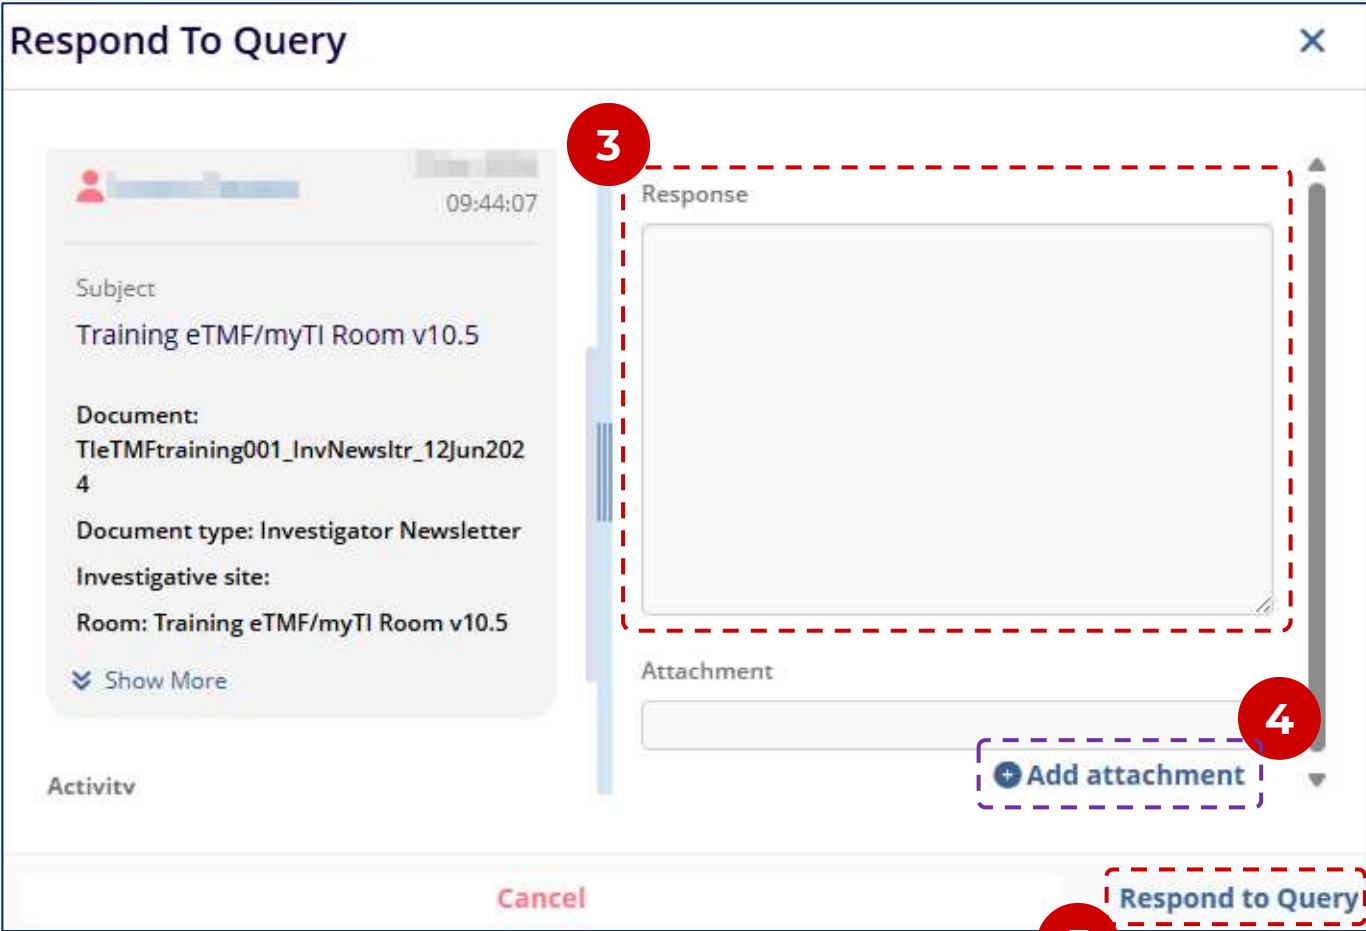 Respond To Query
3
09:44:07
Subject
Training eTMF/myTI Room v10.5
Document:
TIeTMFtraining001_InvNewsltr_12Jun202
4
Document type: Investigator Newsletter
Investigative site:
Room: Training eTMF/myTI Room v10.5
Show More
Activity
Response
Attachment
4
Add attachment
Cancel
Respond to Query